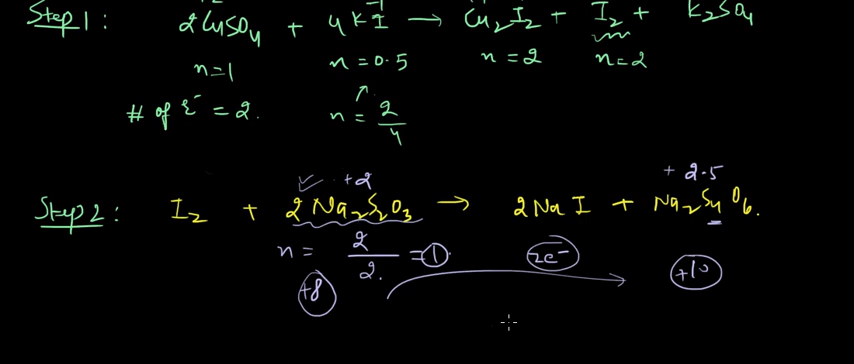 Step 1: 2CuSO4 + 4KI⁻¹ → Cu2I2 + I2 + K2SO4
n=1 n=0.5 n=2 n=2
# of e⁻ = 2. n = 2/4
+2 +2.5
Step 2: I2 + 2Na2S2O3 → 2NaI + Na2S4O6.
n = 2/2. = 1. 2e⁻ +10
+8